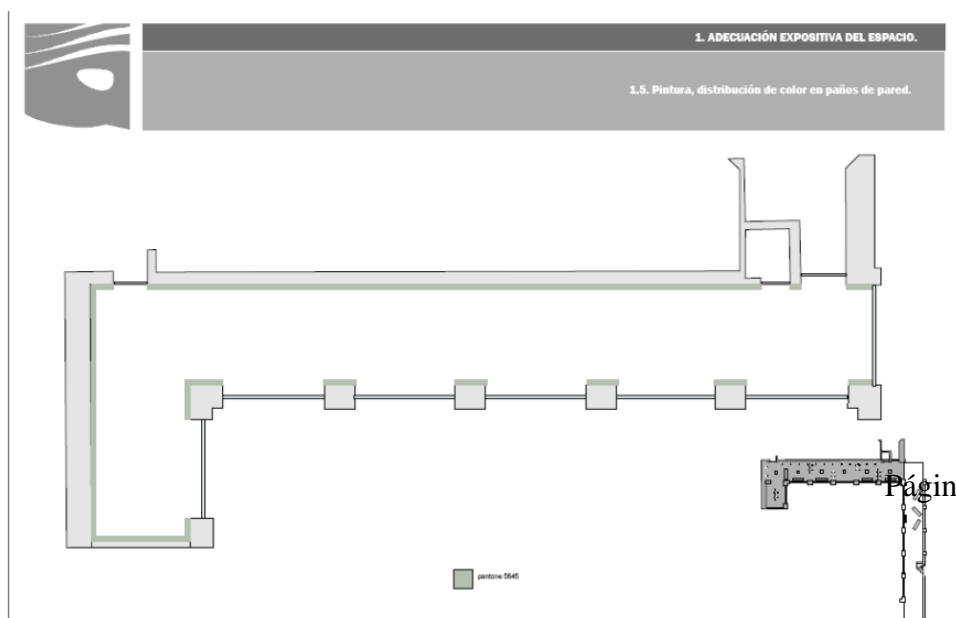 1. ADECUACIÓN EXPOSITIVA DEL ESPACIO.
1.5. Pintura, distribución de color en paños de pared.
Págin
pantone 5645